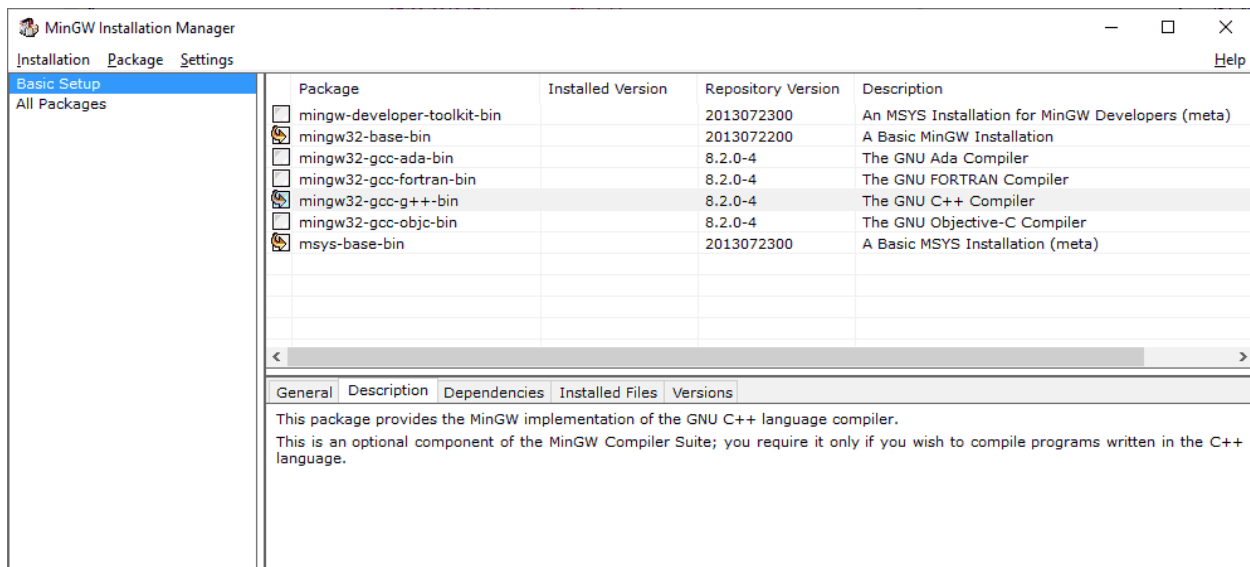 MinGW Installation Manager
Installation Package Settings Help
Basic Setup
All Packages
Package Installed Version Repository Version Description
mingw-developer-toolkit-bin 2013072300 An MSYS Installation for MinGW Developers (meta)
mingw32-base-bin 2013072200 A Basic MinGW Installation
mingw32-gcc-ada-bin 8.2.0-4 The GNU Ada Compiler
mingw32-gcc-fortran-bin 8.2.0-4 The GNU FORTRAN Compiler
mingw32-gcc-g++-bin 8.2.0-4 The GNU C++ Compiler
mingw32-gcc-objc-bin 8.2.0-4 The GNU Objective-C Compiler
msys-base-bin 2013072300 A Basic MSYS Installation (meta)
General Description Dependencies Installed Files Versions
This package provides the MinGW implementation of the GNU C++ language compiler.
This is an optional component of the MinGW Compiler Suite; you require it only if you wish to compile programs written in the C++
language.